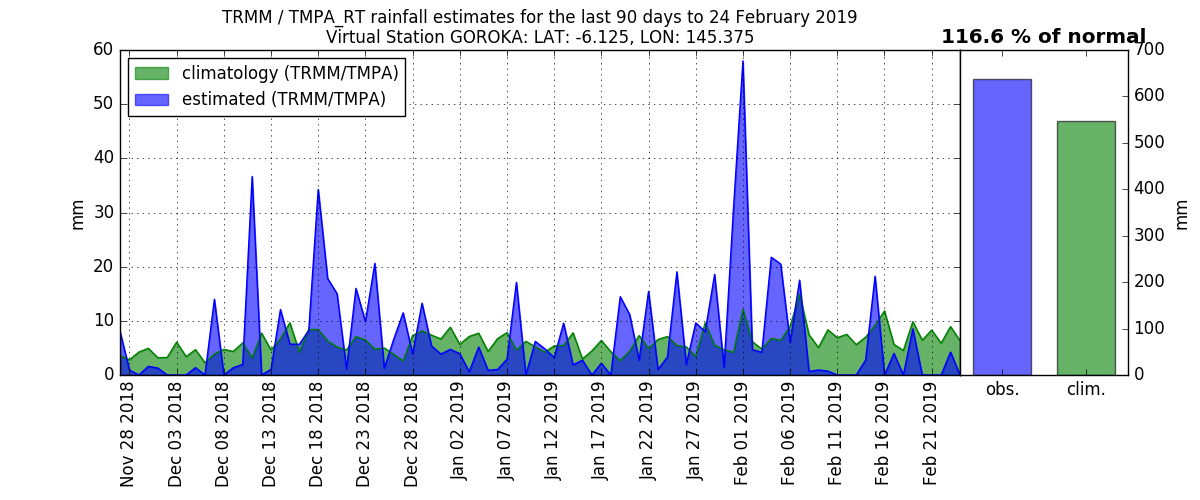 TRMM / TMPA_RT rainfall estimates for the last 90 days to 24 February 2019
Virtual Station GOROKA: LAT: -6.125, LON: 145.375
116.6 % of normal
climatology (TRMM/TMPA)
estimated (TRMM/TMPA)
60
50
40
30
20
10
0
mm
Nov 28 2018
Dec 03 2018
Dec 08 2018
Dec 13 2018
Dec 18 2018
Dec 23 2018
Dec 28 2018
Jan 02 2019
Jan 07 2019
Jan 12 2019
Jan 17 2019
Jan 22 2019
Jan 27 2019
Feb 01 2019
Feb 06 2019
Feb 11 2019
Feb 16 2019
Feb 21 2019
700
600
500
400
300
200
100
0
mm
obs.
clim.